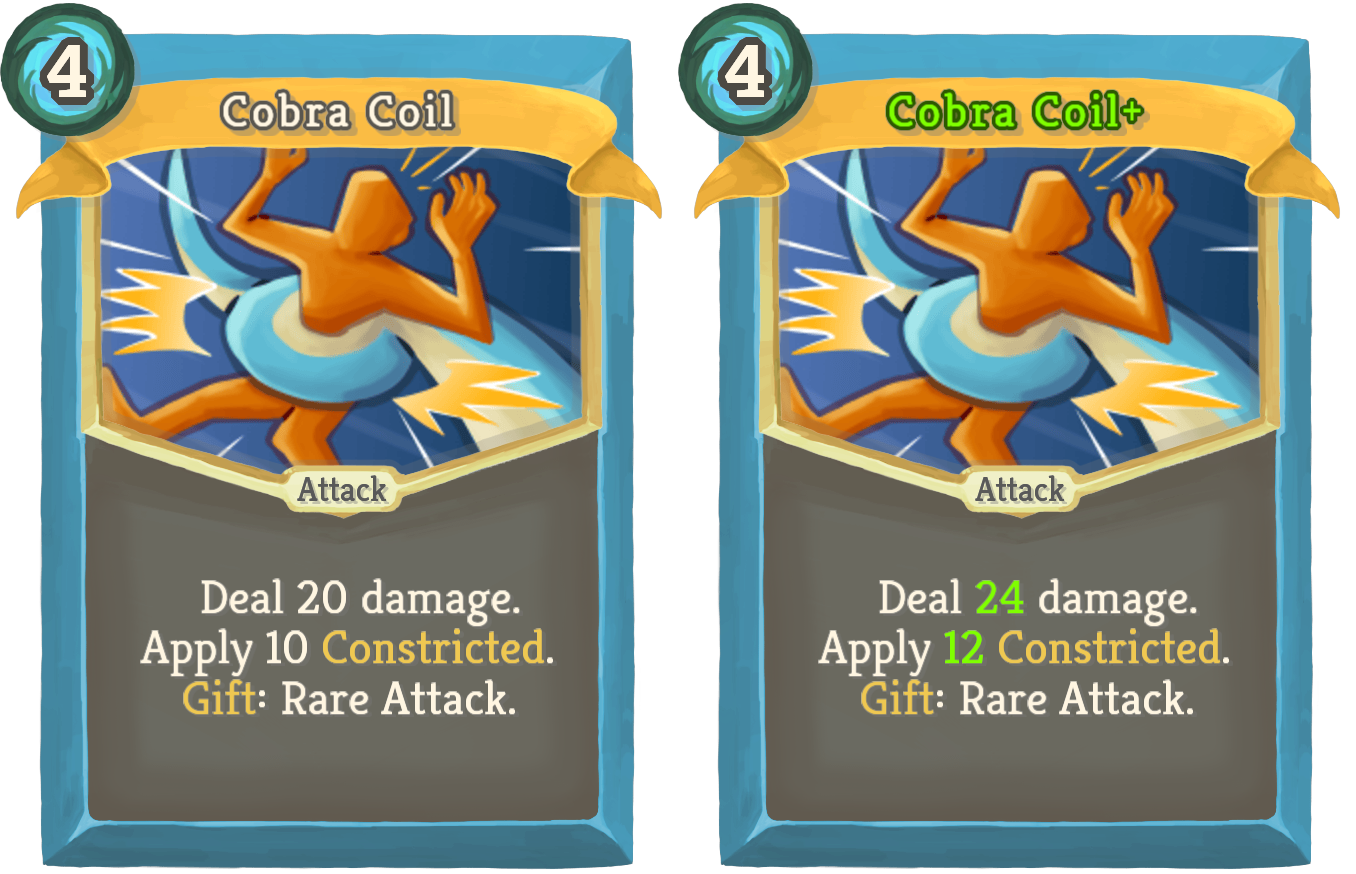 4
Cobra Coil
Attack
Deal 20 damage.
Apply 10 Constricted.
Gift: Rare Attack.
4
Cobra Coil+
Attack
Deal 24 damage.
Apply 12 Constricted.
Gift: Rare Attack.